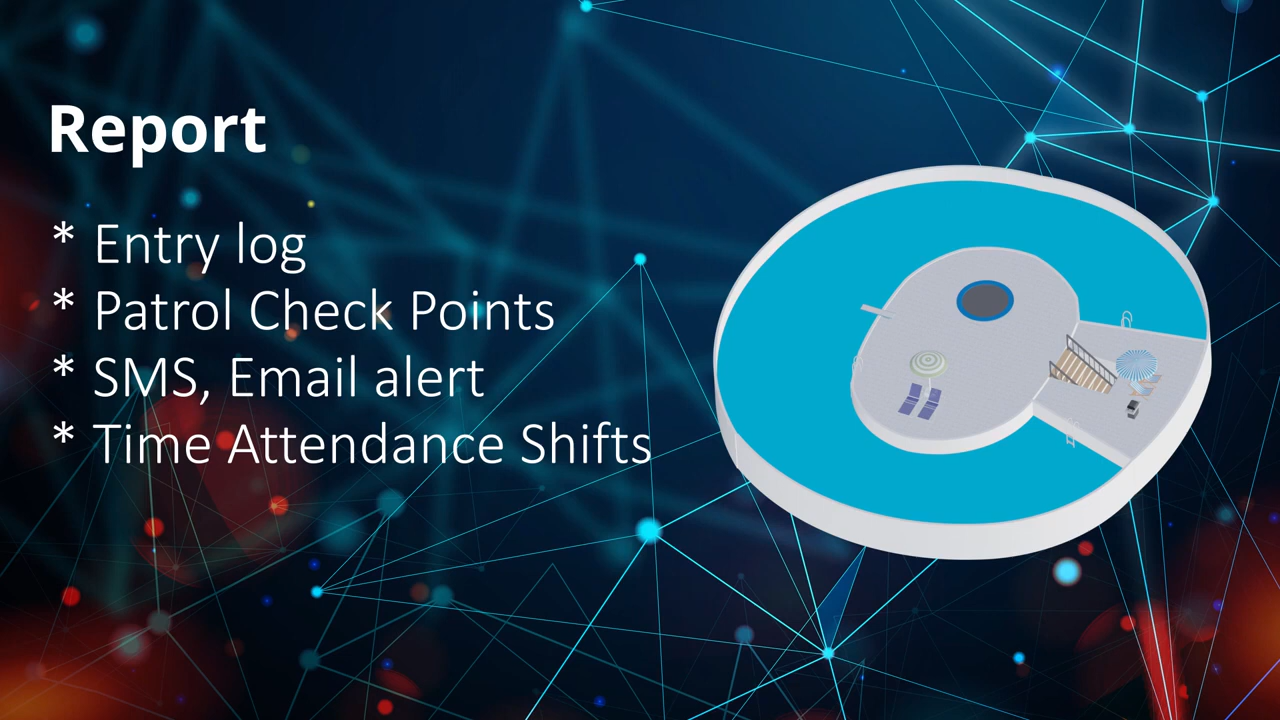 Report
* Entry log
* Patrol Check Points
* SMS, Email alert
* Time Attendance Shifts